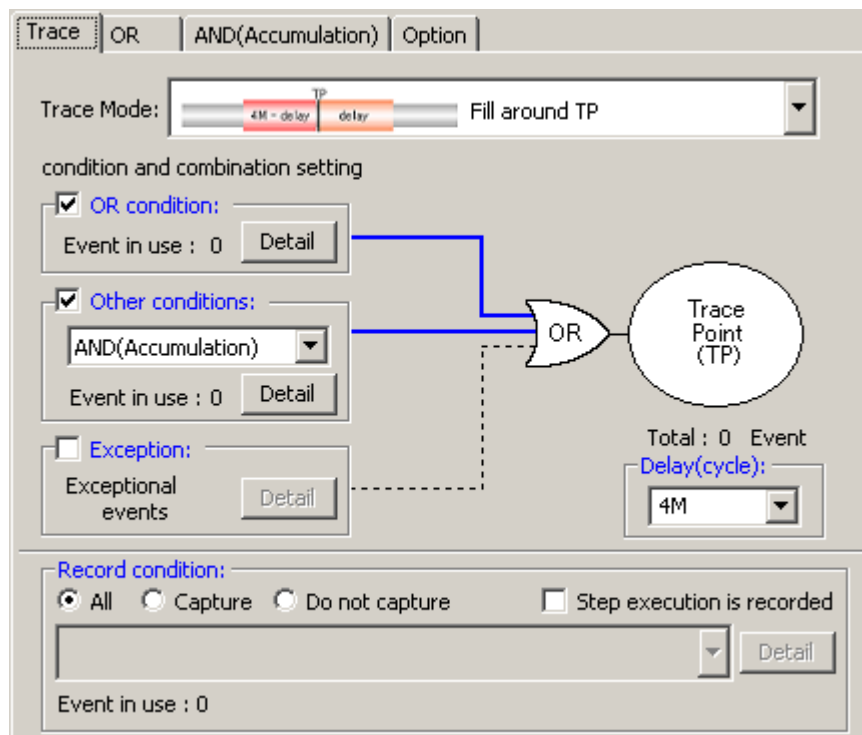 Trace OR AND(Accumulation) Option
Trace Mode: TP 4M - delay delay Fill around TP
condition and combination setting
OR condition:
Event in use : 0 Detail
Other conditions:
AND(Accumulation)
Event in use : 0 Detail
Exception:
Exceptional
events
Detail
OR
Trace
Point
(TP)
Total : 0 Event
Delay(cycle):
4M
Record condition:
All Capture Do not capture Step execution is recorded
Detail
Event in use : 0